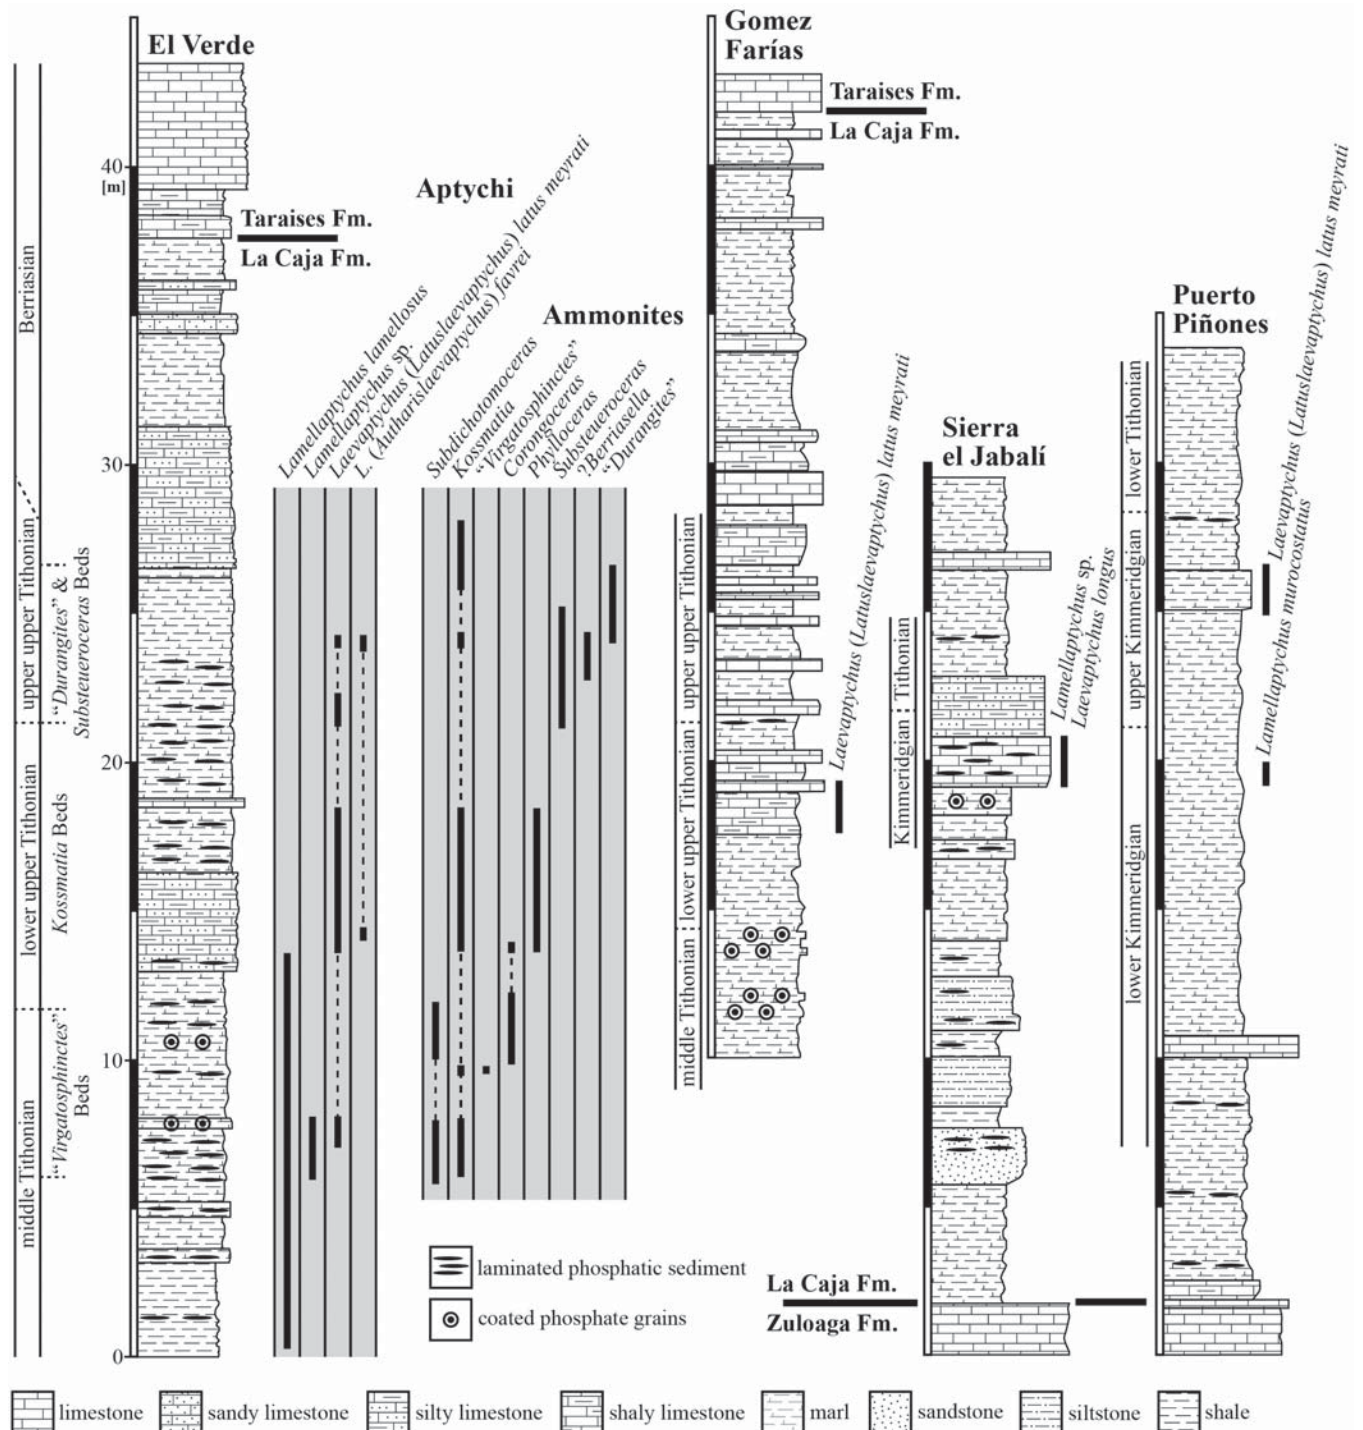 El Verde
40
[m]
30
20
10
0
Taraises Fm.
La Caja Fm.
Berriasian
upper upper Tithonian
"Durangites" &
Substeueroceras Beds
lower upper Tithonian
Kossmatia Beds
middle Tithonian
"Virgatosphinctes"
Beds
Aptychi
Lamellaptychus lamellosus
Lamellaptychus sp.
Laevaptychus (Latuslaevaptychus) latus meyrati
L. (Autharislaevaptychus) favrei
Ammonites
Subdichotomoceras
Kossmatia
"Virgatosphinctes"
Corongoceras
Phylloceras
Substeueroceras
?Berriasella
"Durangites"
laminated phosphatic sediment
coated phosphate grains
Gomez
Farías
Taraises Fm.
La Caja Fm.
upper upper Tithonian
lower upper Tithonian
middle Tithonian
Laevaptychus (Latuslaevaptychus) latus meyrati
Sierra
el Jabalí
Tithonian
Kimmeridgian
Lamellaptychus sp.
Laevaptychus longus
La Caja Fm.
Zuloaga Fm.
Puerto
Piñones
lower Tithonian
upper Kimmeridgian
lower Kimmeridgian
Laevaptychus (Latuslaevaptychus) latus meyrati
Lamellaptychus murocostatus
limestone
sandy limestone
silty limestone
shaly limestone
marl
sandstone
siltstone
shale